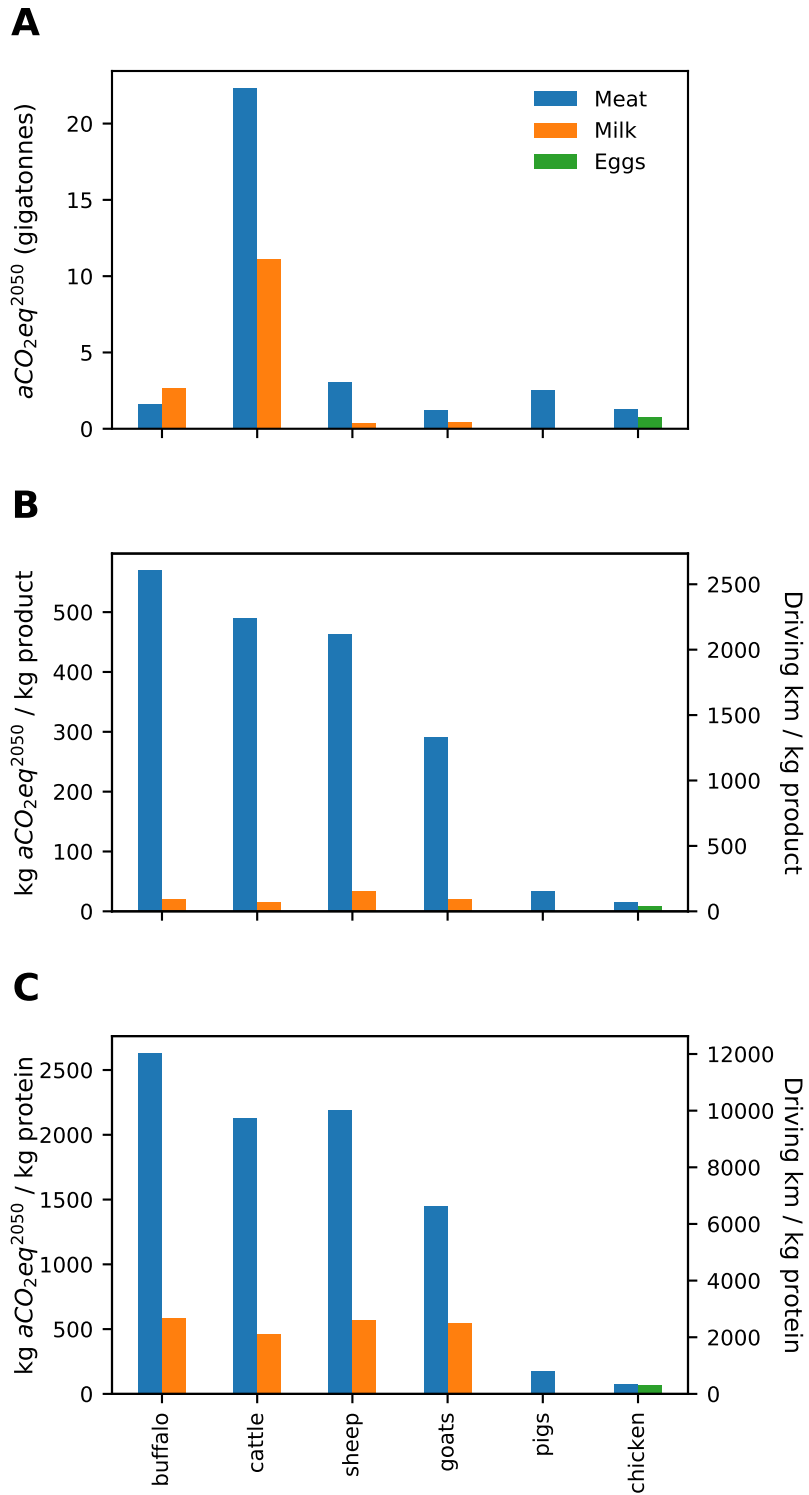 A
aCO₂eq²⁰⁵⁰ (gigatonnes)
20
15
10
5
0
Meat
Milk
Eggs
B
kg aCO₂eq²⁰⁵⁰ / kg product
500
400
300
200
100
0
2500
2000
1500
1000
500
0
Driving km / kg product
C
kg aCO₂eq²⁰⁵⁰ / kg protein
2500
2000
1500
1000
500
0
12000
10000
8000
6000
4000
2000
0
Driving km / kg protein
buffalo
cattle
sheep
goats
pigs
chicken